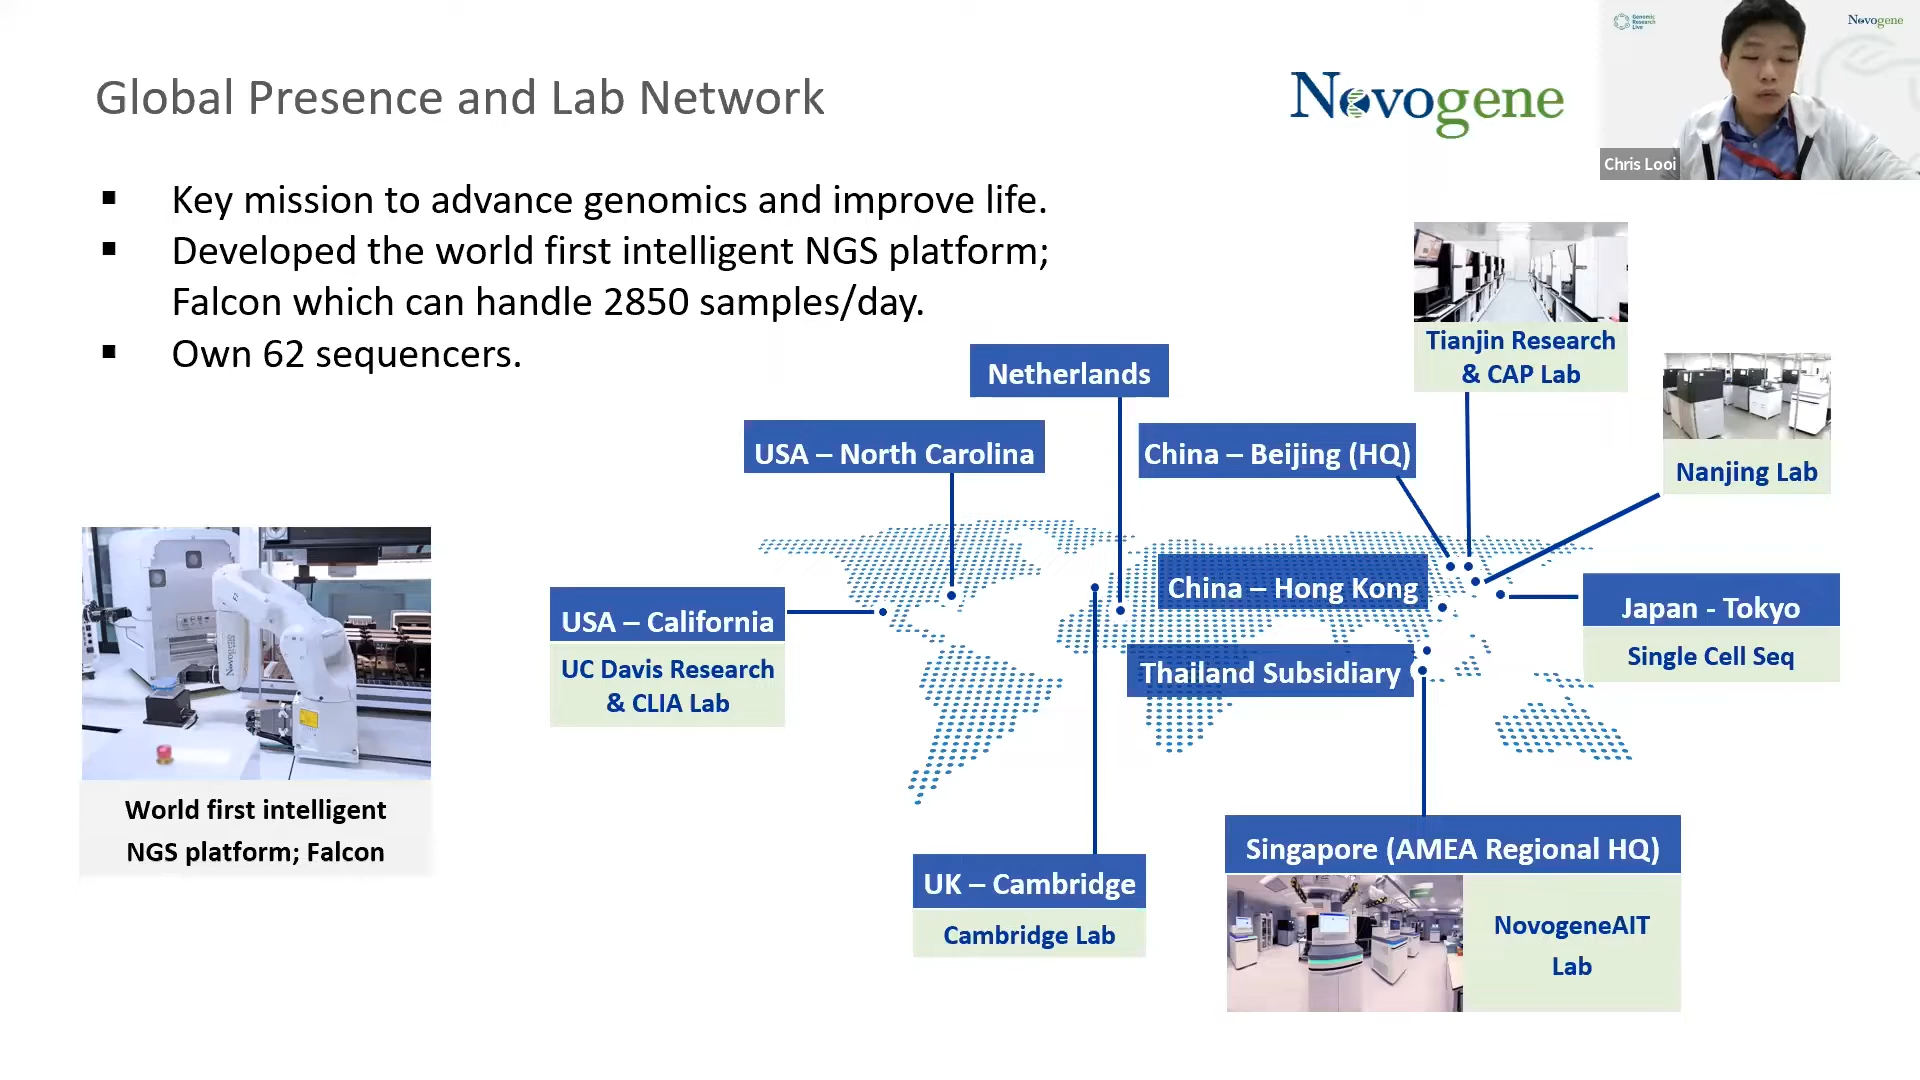 Global Presence and Lab Network
Novogene
Genomic
Research
Live
Novogene
Chris Looi
Key mission to advance genomics and improve life.
Developed the world first intelligent NGS platform;
Falcon which can handle 2850 samples/day.
Own 62 sequencers.
Tianjin Research
& CAP Lab
Netherlands
USA – North Carolina
China – Beijing (HQ)
Nanjing Lab
China – Hong Kong
USA – California
UC Davis Research
& CLIA Lab
Japan - Tokyo
Single Cell Seq
Thailand Subsidiary
World first intelligent
NGS platform; Falcon
UK – Cambridge
Cambridge Lab
Singapore (AMEA Regional HQ)
NovogeneAIT
Lab